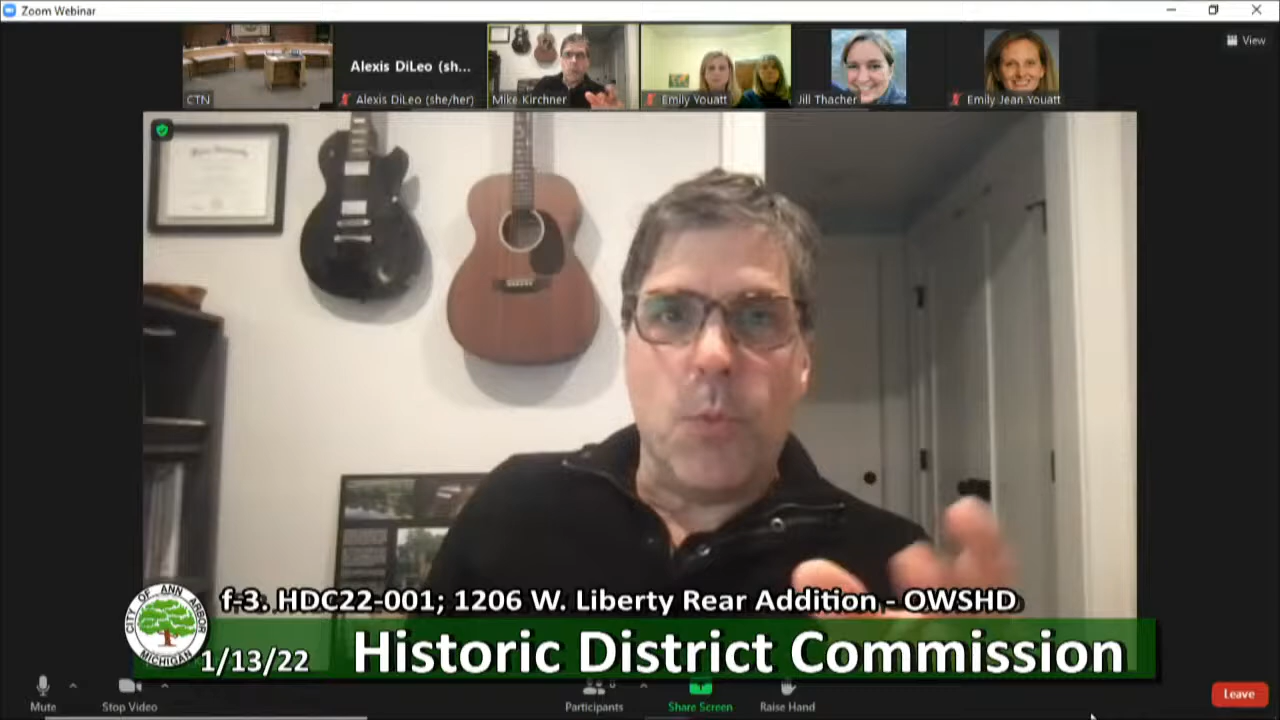 Zoom Webinar
View
Alexis DiLeo (sh...
CTN
Alexis DiLeo (she/her)
Mike Kirchner
Emily Youatt
Jill Thacher
Emily Jean Youatt
f-3. HDC22-001; 1206 W. Liberty Rear Addition - OWSHD
CITY OF ANN ARBOR
MICHIGAN
1/13/22
Historic District Commission
Mute
Stop Video
Participants
Share Screen
Raise Hand
Leave